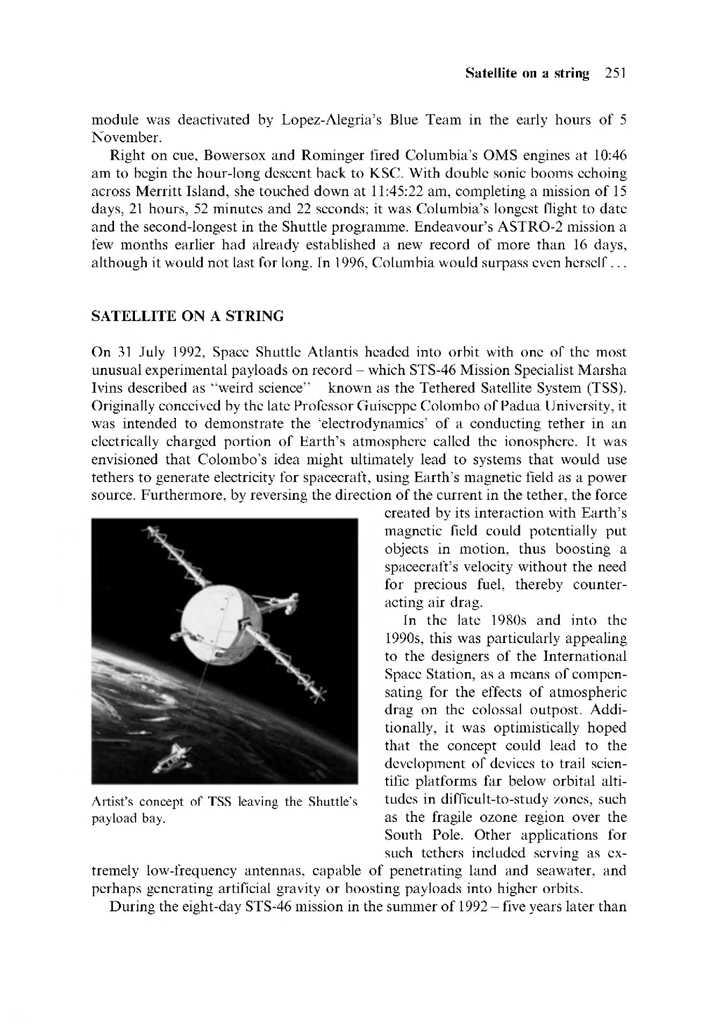 Satellite on a string 251
module was deactivated by Lopez-Alegria's Blue Team in the early hours of 5
November.
Right on cue, Bowersox and Rominger fired Columbia's OMS engines at 10:46
am to begin the hour-long descent back to KSC. With double sonic booms echoing
across Merritt Island, she touched down at 11:45:22 am, completing a mission of 15
days, 21 hours, 52 minutes and 22 seconds; it was Columbia's longest flight to date
and the second-longest in the Shuttle programme. Endeavour's ASTRO-2 mission a
few months earlier had already established a new record of more than 16 days,
although it would not last for long. In 1996, Columbia would surpass even herself . . .
SATELLITE ON A STRING
On 31 July 1992, Space Shuttle Atlantis headed into orbit with one of the most
unusual experimental payloads on record – which STS-46 Mission Specialist Marsha
Ivins described as "weird science" known as the Tethered Satellite System (TSS).
Originally conceived by the late Professor Guiseppe Colombo of Padua University, it
was intended to demonstrate the 'electrodynamics' of a conducting tether in an
electrically charged portion of Earth's atmosphere called the ionosphere. It was
envisioned that Colombo's idea might ultimately lead to systems that would use
tethers to generate electricity for spacecraft, using Earth's magnetic field as a power
source. Furthermore, by reversing the direction of the current in the tether, the force
created by its interaction with Earth's
magnetic field could potentially put
objects in motion, thus boosting a
spacecraft's velocity without the need
for precious fuel, thereby counter-
acting air drag.
In the late 1980s and into the
1990s, this was particularly appealing
to the designers of the International
Space Station, as a means of compen-
sating for the effects of atmospheric
drag on the colossal outpost. Addi-
tionally, it was optimistically hoped
that the concept could lead to the
development of devices to trail scien-
tific platforms far below orbital alti-
tudes in difficult-to-study zones, such
as the fragile ozone region over the
South Pole. Other applications for
such tethers included serving as ex-
Artist's concept of TSS leaving the Shuttle's
payload bay.
tremely low-frequency antennas, capable of penetrating land and seawater, and
perhaps generating artificial gravity or boosting payloads into higher orbits.
During the eight-day STS-46 mission in the summer of 1992 – five years later than